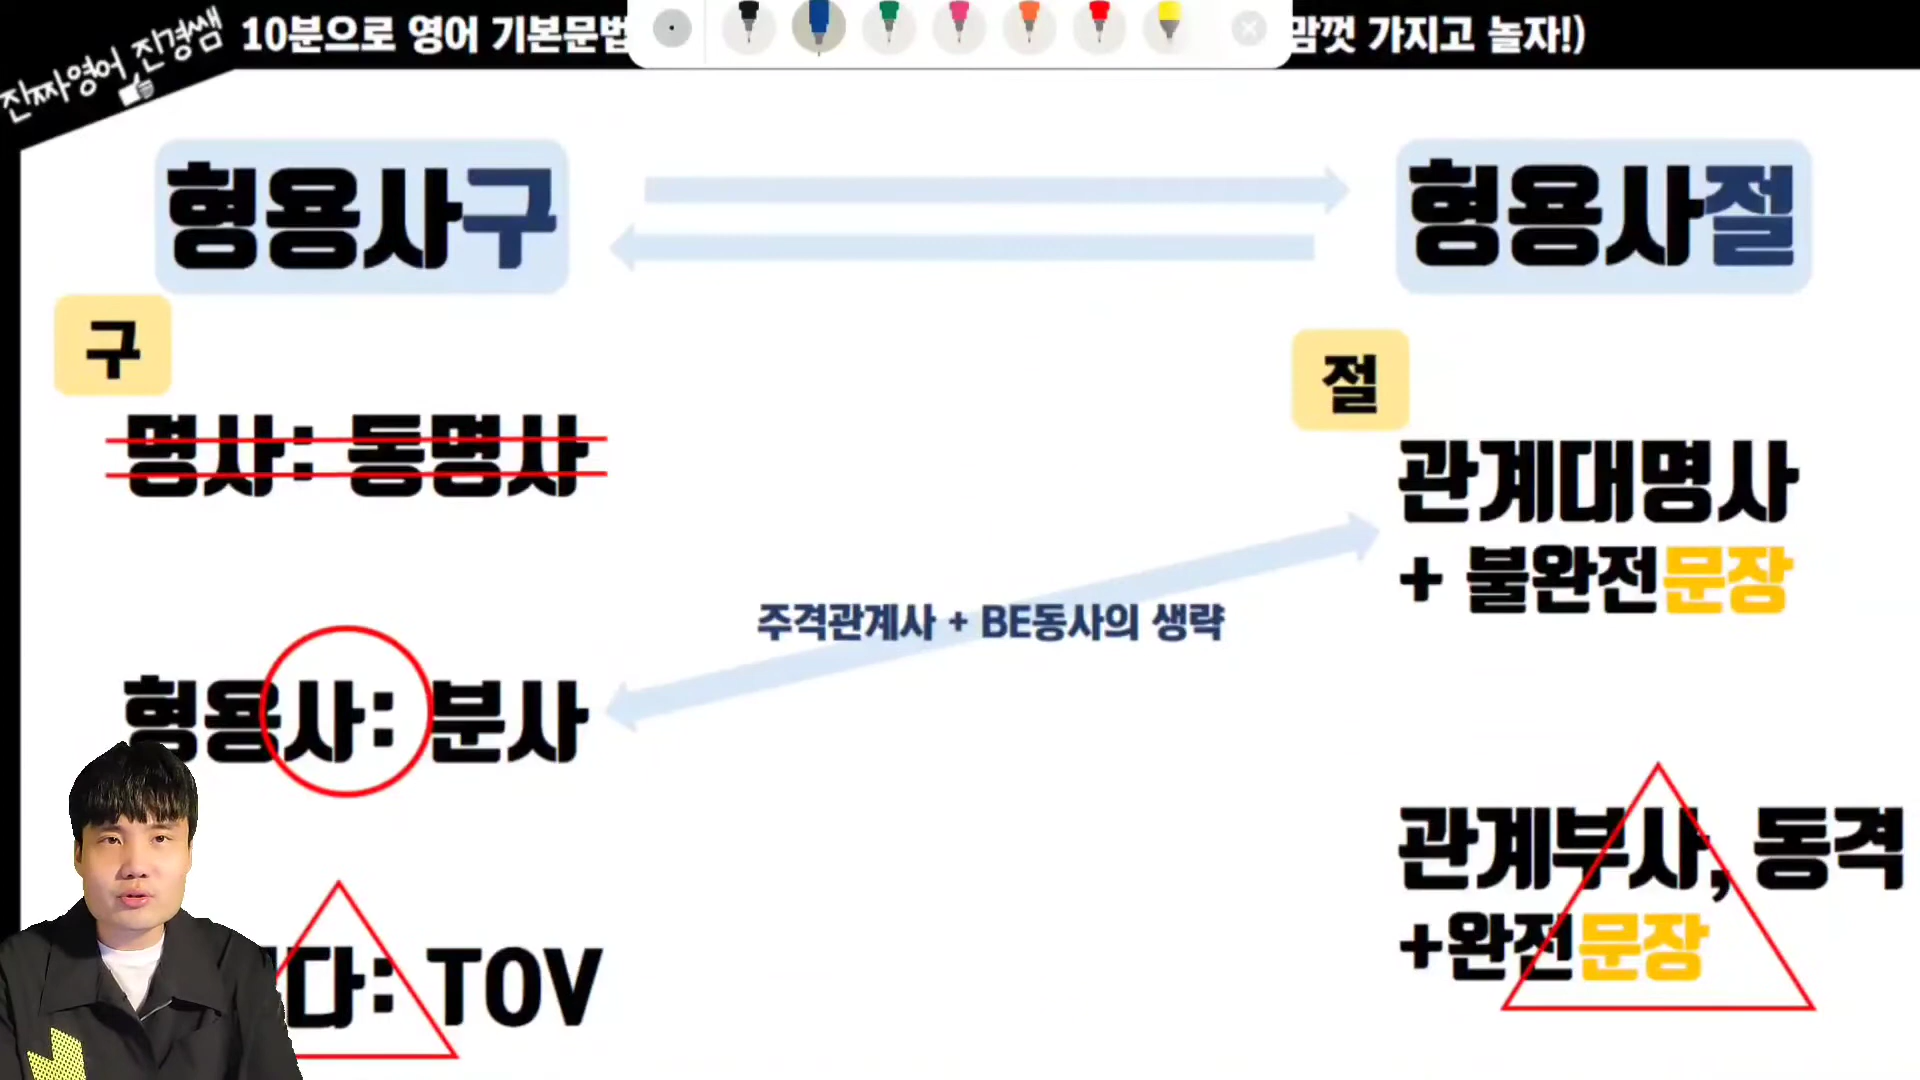 진짜영어 진경쌤
10분으로 영어 기본문법
맘껏 가지고 놀자!)
형용사구
형용사절
구
절
명사: 동명사
관계대명사
+ 불완전문장
주격관계사 + BE동사의 생략
형용사: 분사
관계부사, 동격
+완전문장
다: TOV